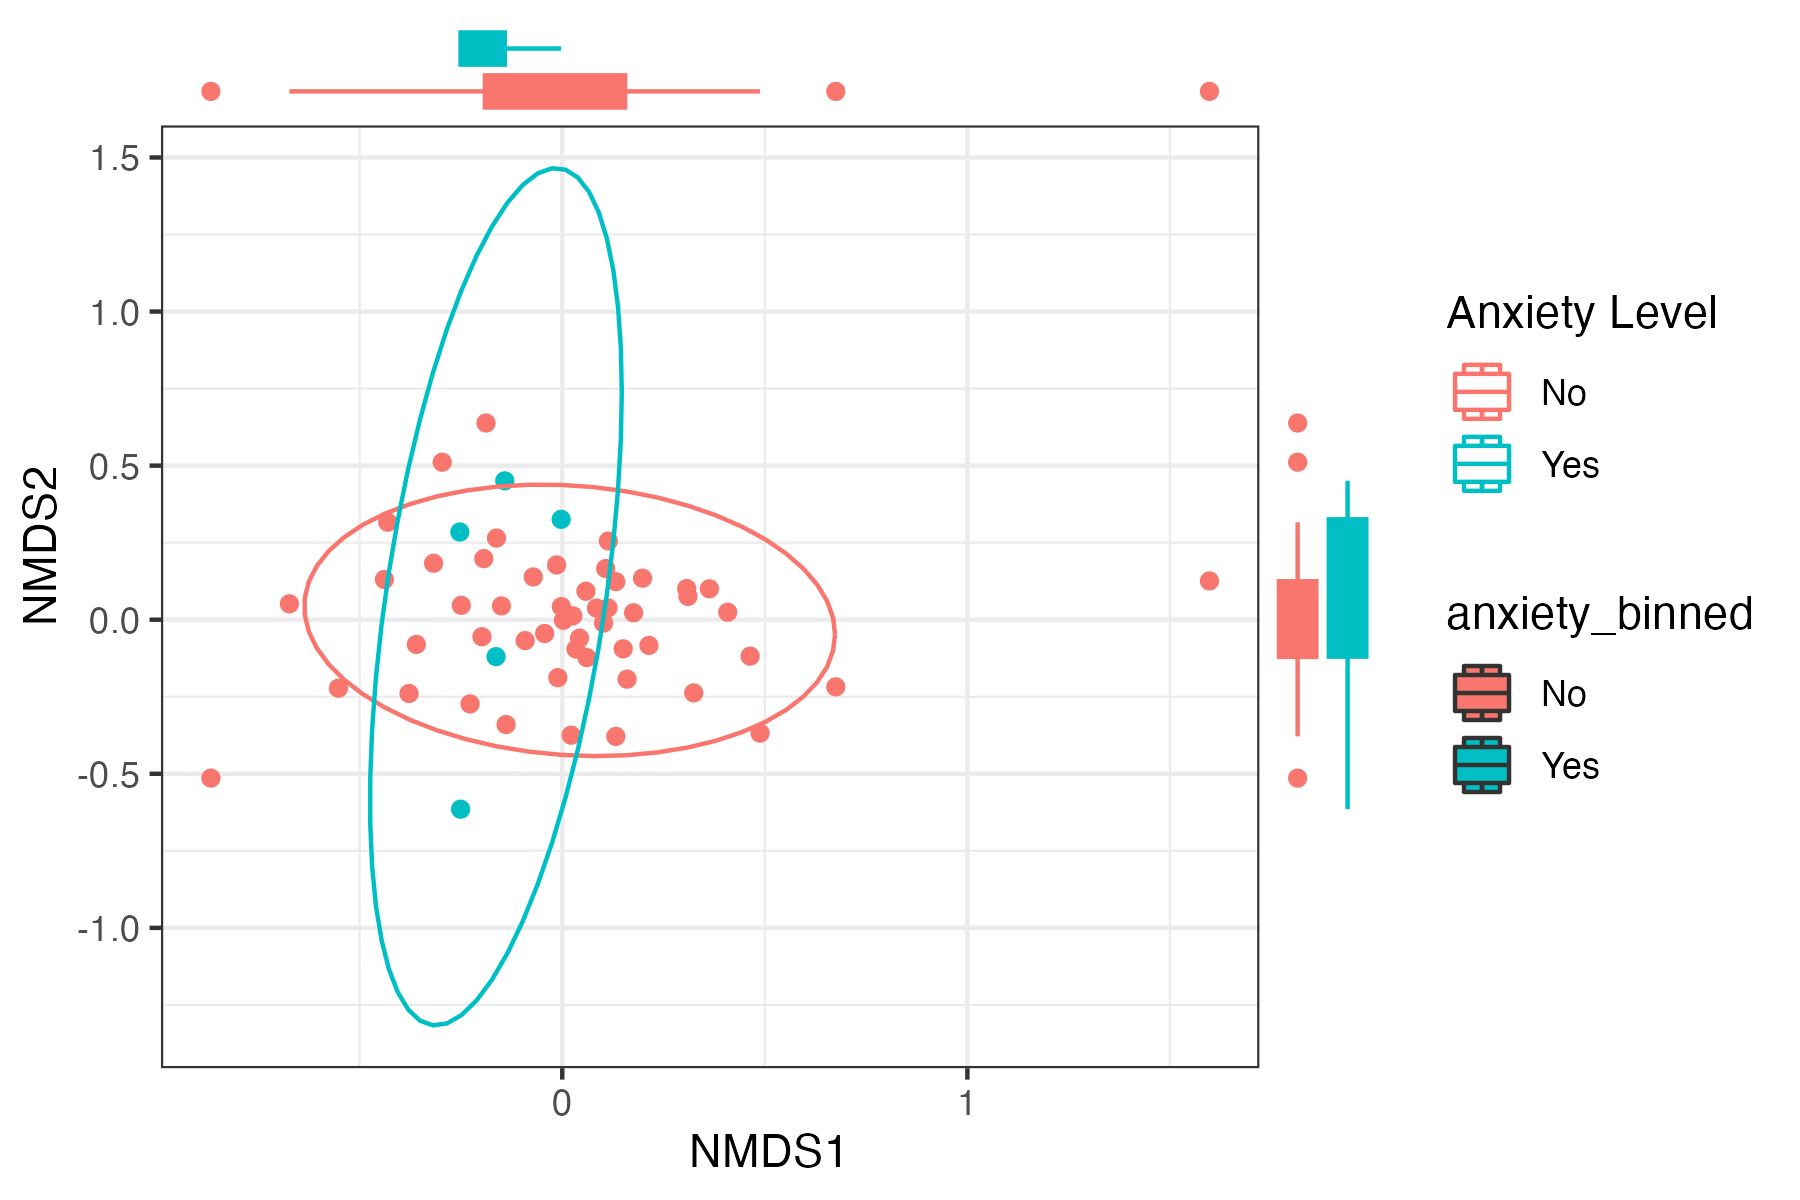 1.5
1.0
0.5
0.0
-0.5
-1.0
NMDS2
0
1
NMDS1
Anxiety Level
No
Yes
anxiety_binned
No
Yes